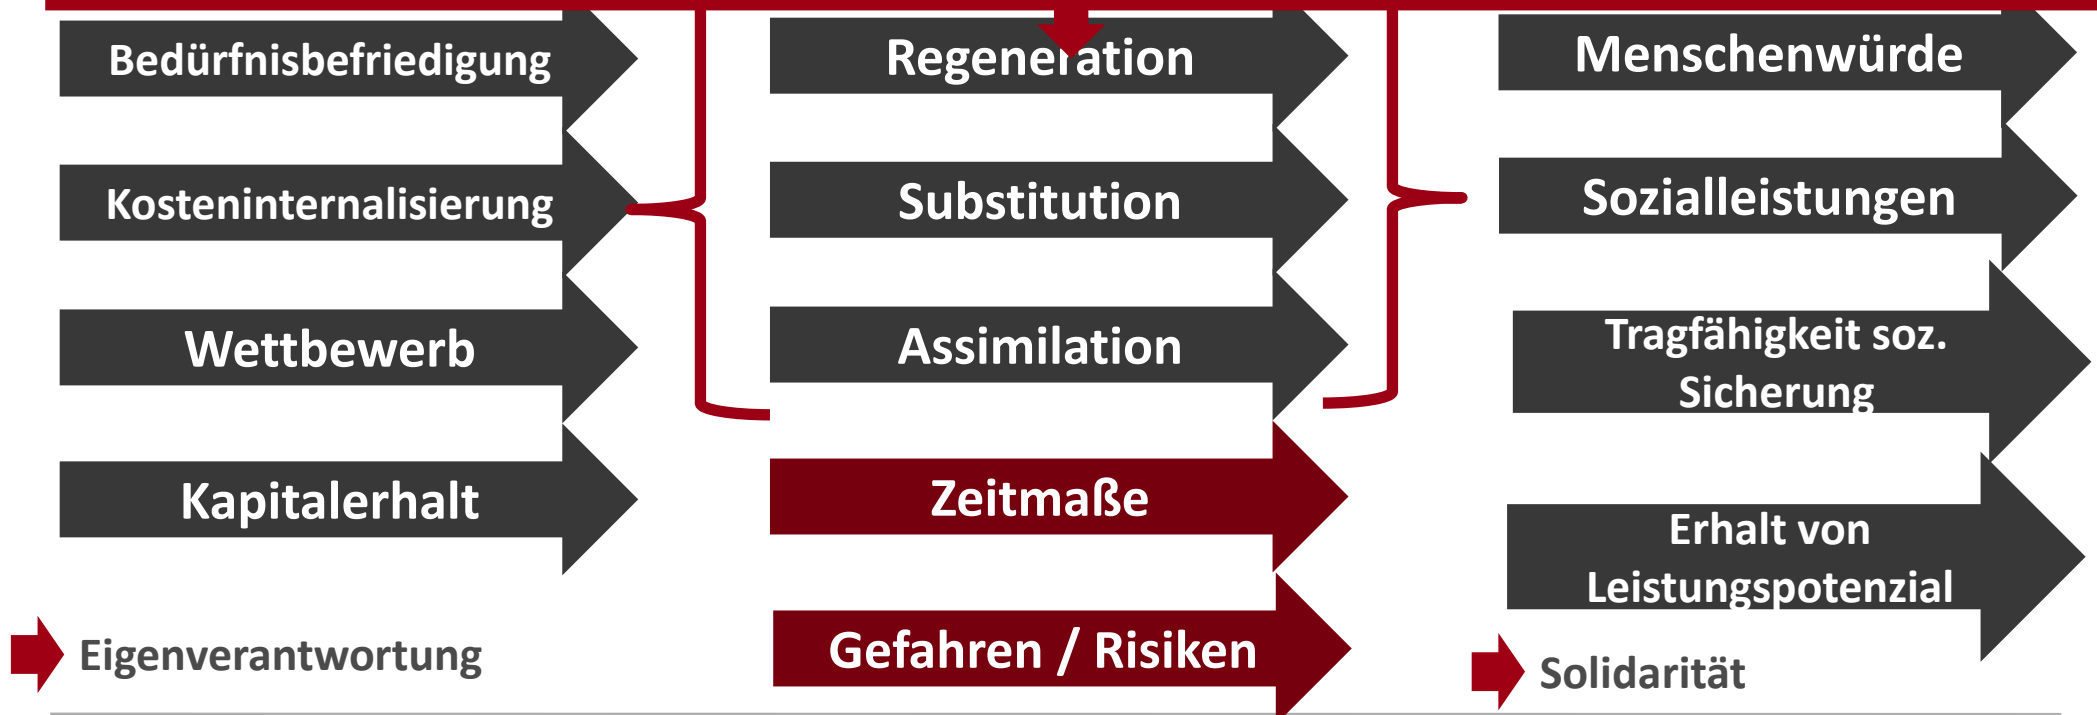 Bedürfnisbefriedigung
Kosteninternalisierung
Wettbewerb
Kapitalerhalt
Eigenverantwortung
Regeneration
Substitution
Assimilation
Zeitmaße
Gefahren / Risiken
Menschenwürde
Sozialleistungen
Tragfähigkeit soz.
Sicherung
Erhalt von
Leistungspotenzial
Solidarität